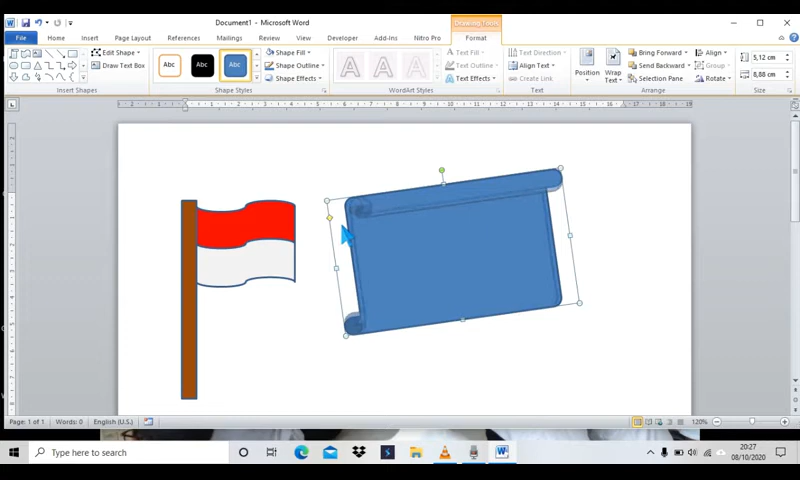 Document1 - Microsoft Word
Drawing Tools
File Home Insert Page Layout References Mailings Review View Developer Add-Ins Nitro Pro Format
Edit Shape
Draw Text Box
Insert Shapes
Abc Abc Abc
Shape Fill
Shape Outline
Shape Effects
Shape Styles
A A A
Text Fill
Text Outline
Text Effects
WordArt Styles
Text Direction
Align Text
Create Link
Text
Position
Wrap Text
Bring Forward
Send Backward
Selection Pane
Align
Group
Rotate
Arrange
5,12 cm
8,88 cm
Size
Page: 1 of 1 Words: 0 English (U.S.) 120%
Type here to search
20:27
08/10/2020